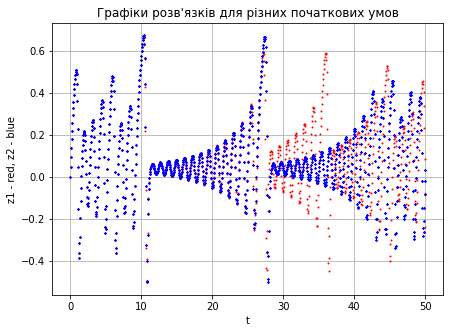 Графіки розв'язків для різних початкових умов
z1 - red, z2 - blue
0.6
0.4
0.2
0.0
−0.2
−0.4
0 10 20 30 40 50
t